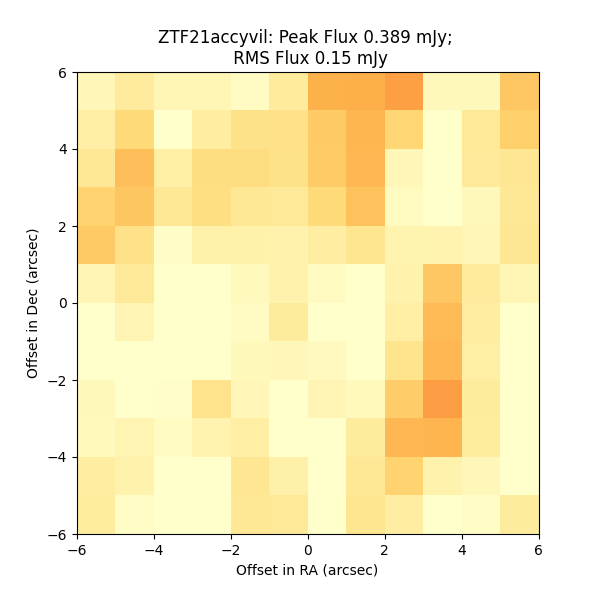 ZTF21accyvil: Peak Flux 0.389 mJy;
RMS Flux 0.15 mJy
6
4
2
0
−2
−4
−6
Offset in Dec (arcsec)
−6 −4 −2 0 2 4 6
Offset in RA (arcsec)